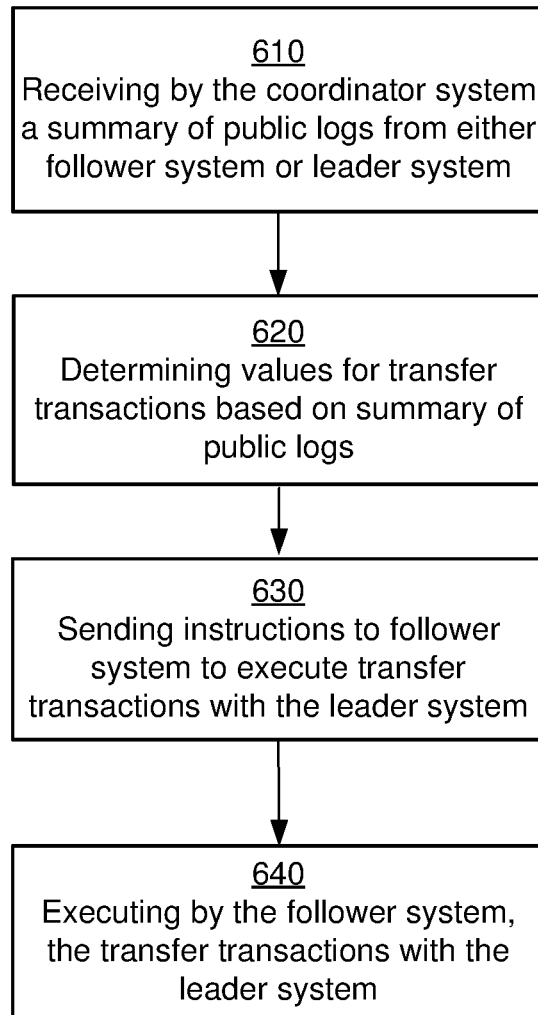 610
Receiving by the coordinator system
a summary of public logs from either
follower system or leader system
620
Determining values for transfer
transactions based on summary of
public logs
630
Sending instructions to follower
system to execute transfer
transactions with the leader system
640
Executing by the follower system,
the transfer transactions with the
leader system